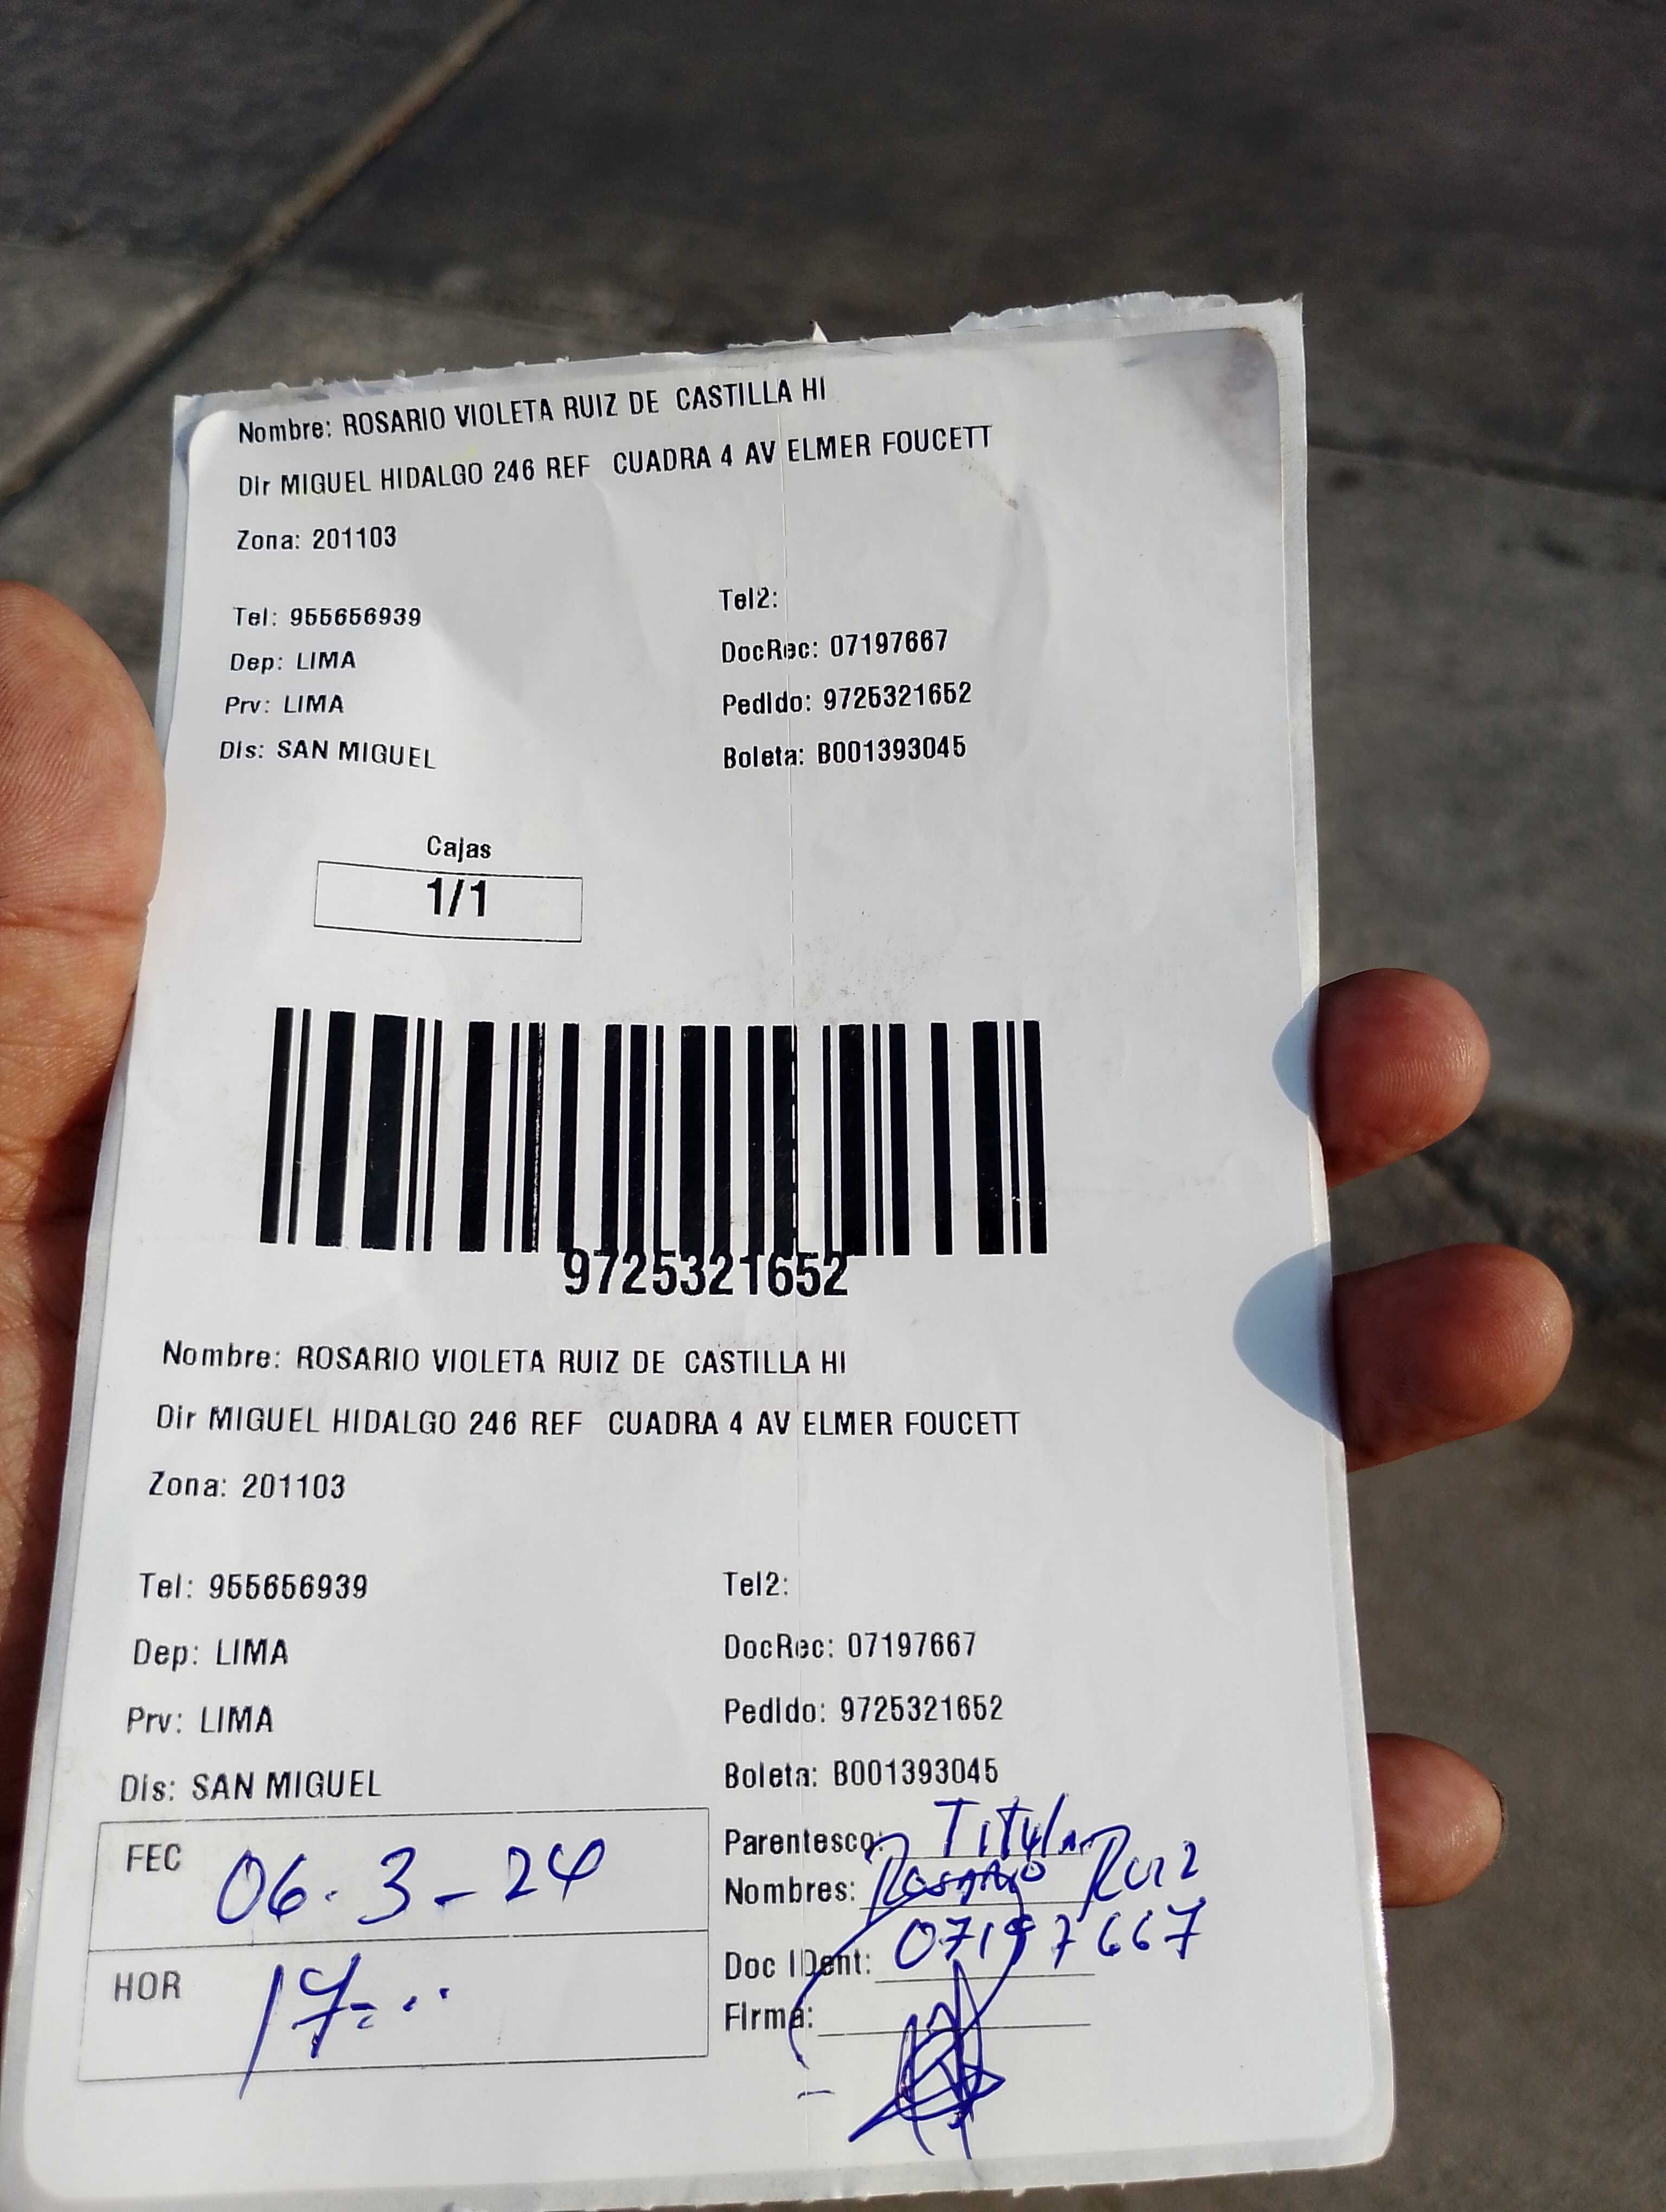 Nombre: ROSARIO VIOLETA RUIZ DE CASTILLA HI
Dir MIGUEL HIDALGO 246 REF CUADRA 4 AV ELMER FOUCETT
Zona: 201103
Tel: 955656939 Tel2:
Dep: LIMA DocRec: 07197667
Prv: LIMA Pedido: 9725321652
Dis: SAN MIGUEL Boleta: B001393045
Cajas
1/1
9725321652
Nombre: ROSARIO VIOLETA RUIZ DE CASTILLA HI
Dir MIGUEL HIDALGO 246 REF CUADRA 4 AV ELMER FOUCETT
Zona: 201103
Tel: 955656939 Tel2:
Dep: LIMA DocRec: 07197667
Prv: LIMA Pedido: 9725321652
Dis: SAN MIGUEL Boleta: B001393045
FEC 06.3-24 Parentesco: Titular
Nombres: Rosario Ruiz
HOR Doc IDent: 07197667
Firma: